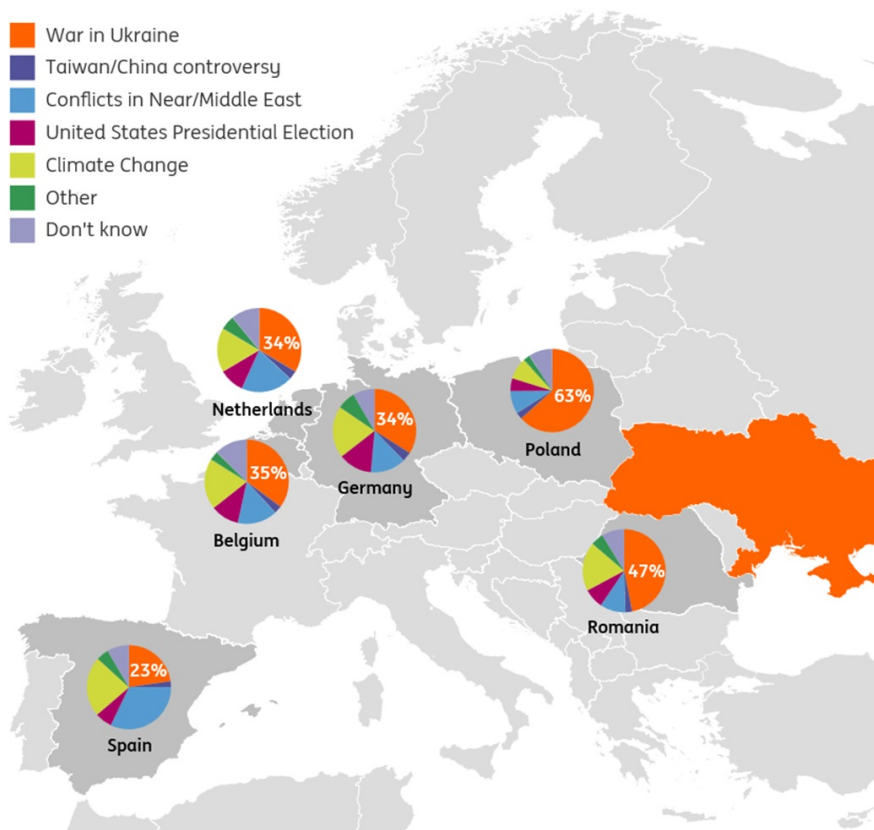 War in Ukraine
Taiwan/China controversy
Conflicts in Near/Middle East
United States Presidential Election
Climate Change
Other
Don't know
34%
Netherlands
63%
Poland
34%
Germany
35%
Belgium
47%
Romania
23%
Spain